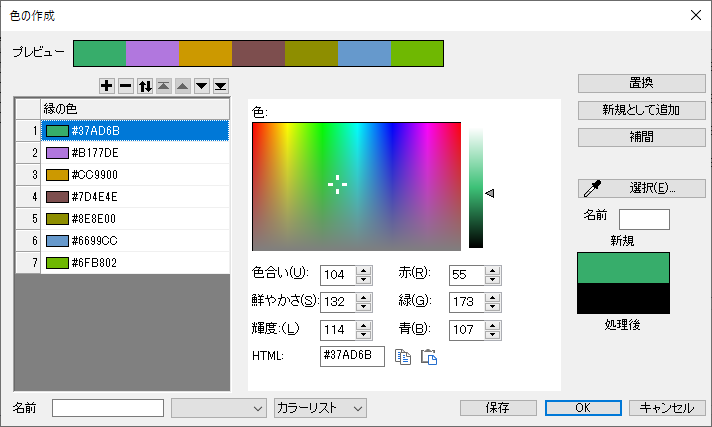 色の作成
プレビュー
縁の色
1 #37AD6B
2 #B177DE
3 #CC9900
4 #7D4E4E
5 #8E8E00
6 #6699CC
7 #6FB802
色:
色合い(U): 104 赤(R): 55
鮮やかさ(S): 132 緑(G): 173
輝度:(L) 114 青(B): 107
HTML: #37AD6B
置換
新規として追加
補間
選択(E)...
名前
新規
処理後
名前 カラーリスト 保存 OK キャンセル